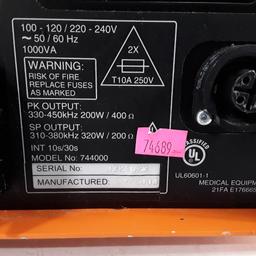 100 - 120 / 220 - 240V
~ 50 / 60 Hz
1000VA
2X
T10A 250V
WARNING:
RISK OF FIRE
REPLACE FUSES
AS MARKED
PK OUTPUT:
330-450kHz 200W / 400 Ω
SP OUTPUT:
310-380kHz 320W / 200 Ω
INT 10s/30s
MODEL No: 744000
SERIAL No:
MANUFACTURED:
74689
CLASSIFIED
UL
UL60601-1
MEDICAL EQUIPM
21FA E17666